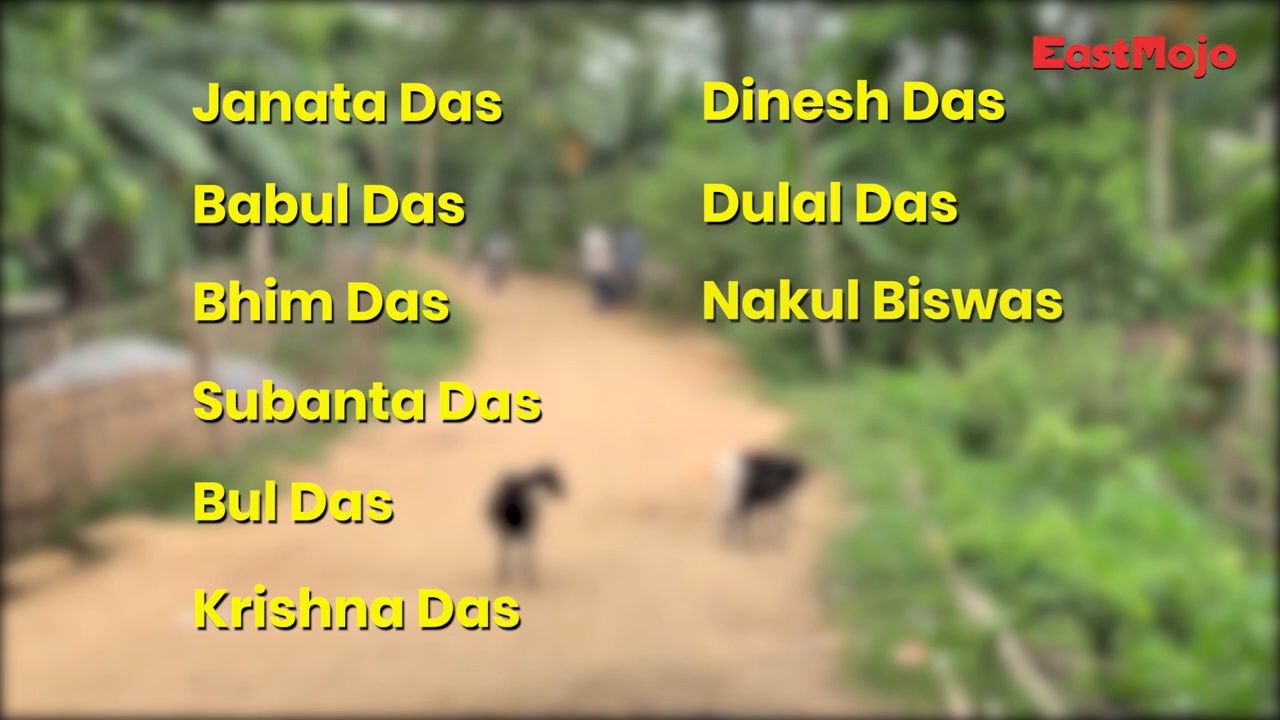 EastMojo
Janata Das
Babul Das
Bhim Das
Subanta Das
Bul Das
Krishna Das
Dinesh Das
Dulal Das
Nakul Biswas